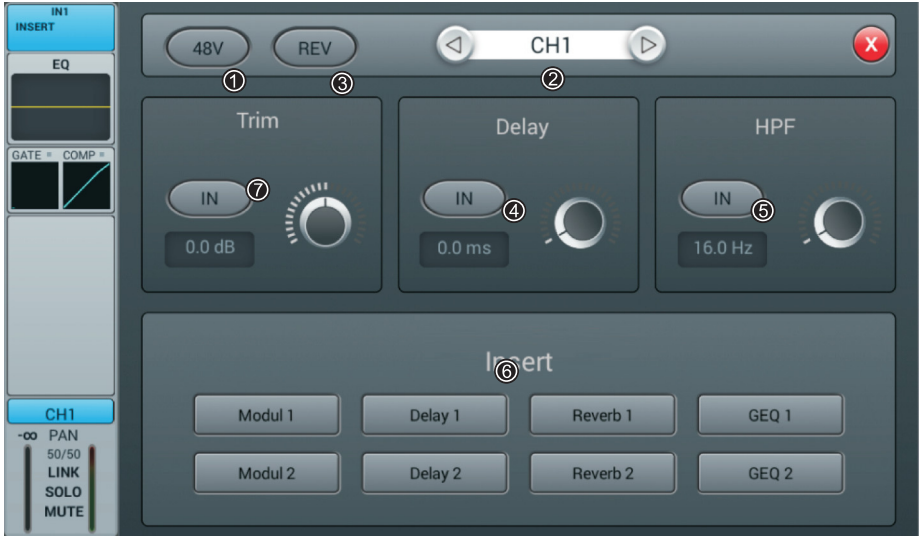 IN1
INSERT
EQ
GATE COMP
CH1
-∞ PAN
50/50
LINK
SOLO
MUTE
48V REV CH1 X
① ③ ②
Trim Delay HPF
IN ⑦ IN ④ IN ⑤
0.0 dB 0.0 ms 16.0 Hz
Insert
⑥
Modul 1 Delay 1 Reverb 1 GEQ 1
Modul 2 Delay 2 Reverb 2 GEQ 2